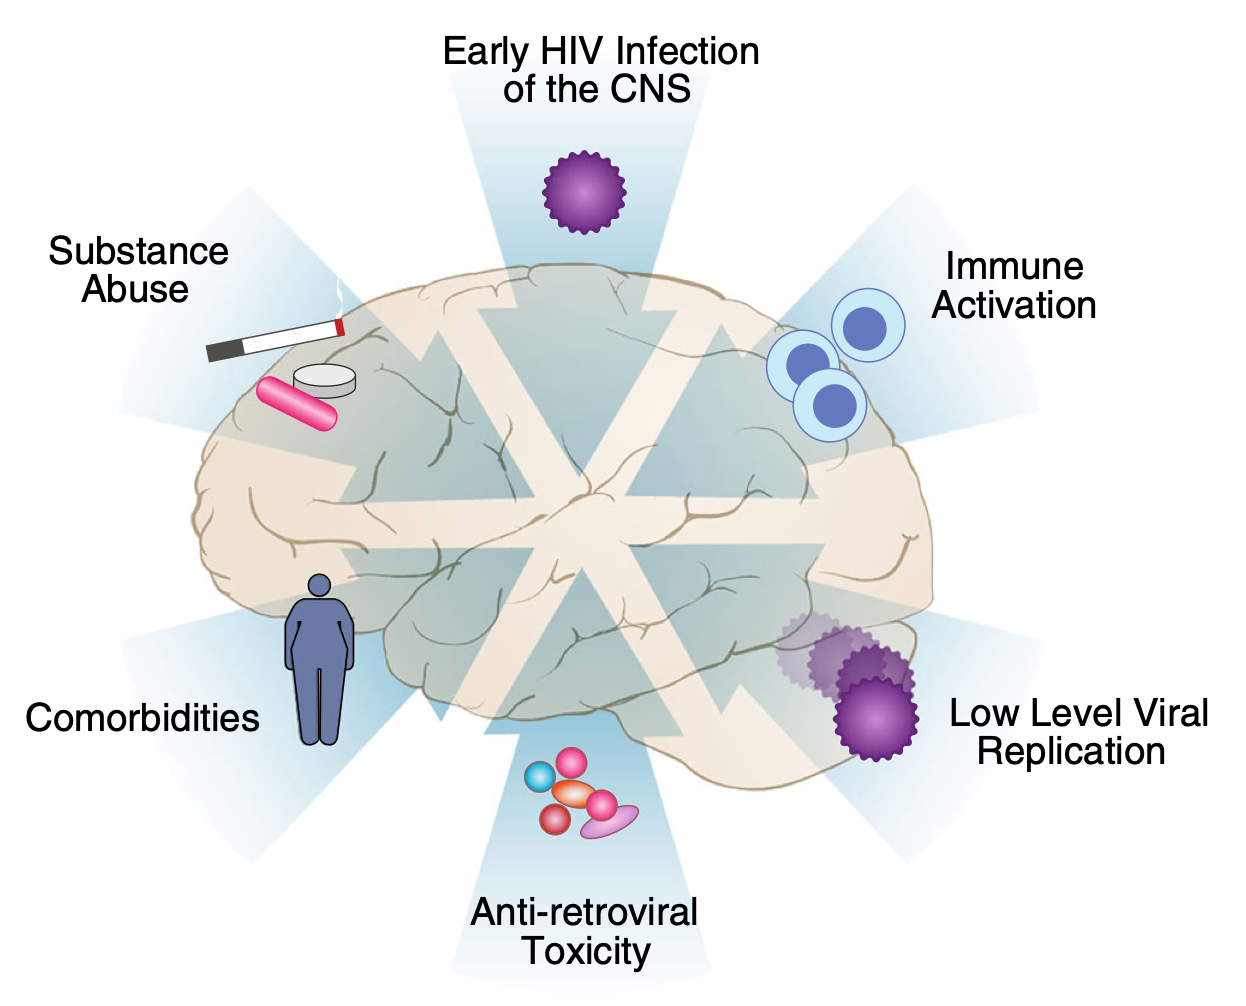 Early HIV Infection
of the CNS
Substance
Abuse
Immune
Activation
Comorbidities
Low Level Viral
Replication
Anti-retroviral
Toxicity